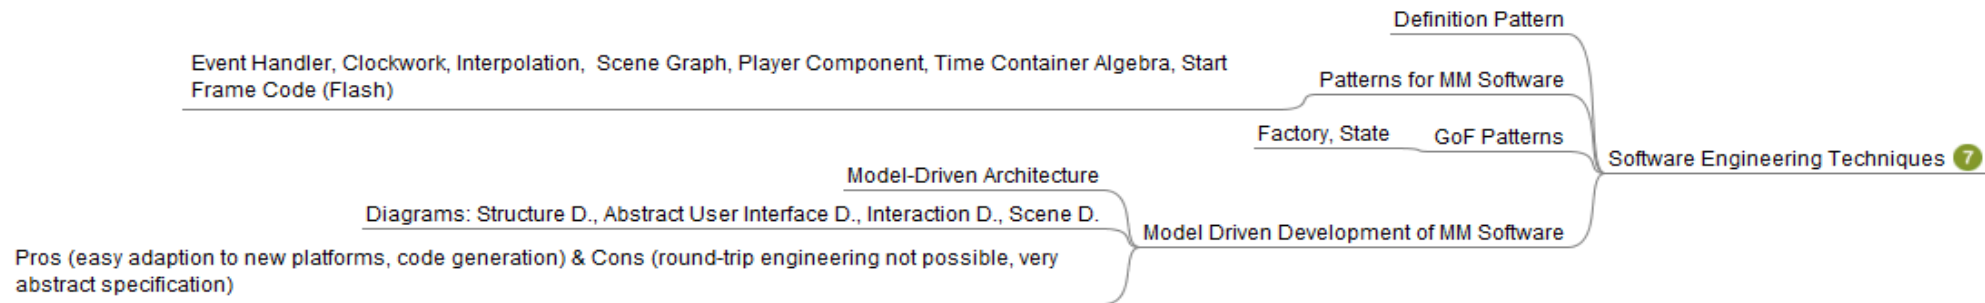 Definition Pattern
Event Handler, Clockwork, Interpolation,  Scene Graph, Player Component, Time Container Algebra, Start
Frame Code (Flash)
Patterns for MM Software
Factory, State
GoF Patterns
Software Engineering Techniques 7
Model-Driven Architecture
Diagrams: Structure D., Abstract User Interface D., Interaction D., Scene D.
Model Driven Development of MM Software
Pros (easy adaption to new platforms, code generation) & Cons (round-trip engineering not possible, very
abstract specification)